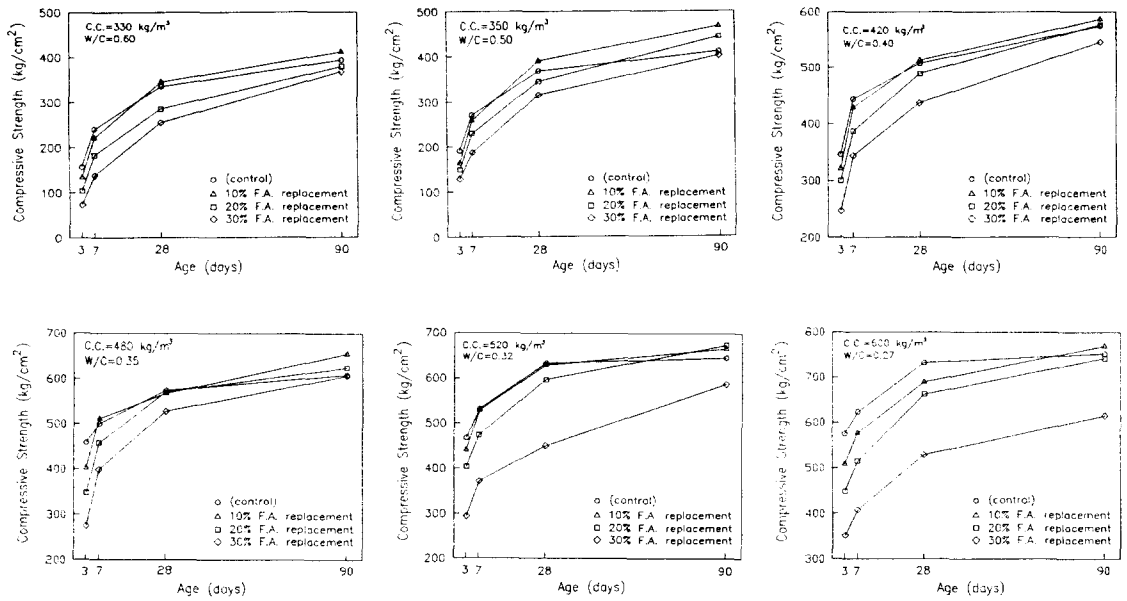 Compressive Strength (kg/cm²)
500
400
300
200
100
0
C.C.=330 kg/m³
W/C=0.60
(control)
10% F.A. replacement
20% F.A. replacement
30% F.A. replacement
3 7 28 90
Age (days)
Compressive Strength (kg/cm²)
500
400
300
200
100
0
C.C.=350 kg/m³
W/C=0.50
(control)
10% F.A. replacement
20% F.A. replacement
30% F.A. replacement
3 7 28 90
Age (days)
Compressive Strength (kg/cm²)
600
500
400
300
200
C.C.=420 kg/m³
W/C=0.40
(control)
10% F.A. replacement
20% F.A. replacement
30% F.A. replacement
3 7 28 90
Age (days)
Compressive Strength (kg/cm²)
700
600
500
400
300
200
C.C.=480 kg/m³
W/C=0.35
(control)
10% F.A. replacement
20% F.A. replacement
30% F.A. replacement
3 7 28 90
Age (days)
Compressive Strength (kg/cm²)
700
600
500
400
300
200
C.C.=520 kg/m³
W/C=0.32
(control)
10% F.A. replacement
20% F.A. replacement
30% F.A. replacement
3 7 28 90
Age (days)
Compressive Strength (kg/cm²)
600
500
400
300
C.C.=600 kg/m³
W/C=0.27
(control)
10% F.A. replacement
20% F.A. replacement
30% F.A. replacement
3 7 28 90
Age (days)